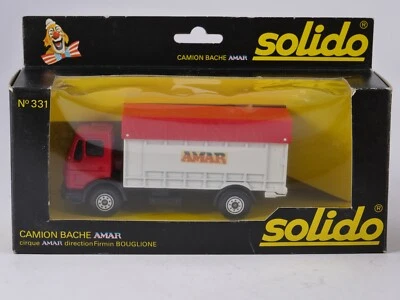 solido®
CAMION BACHE AMAR
N° 331
AMAR
solido®
CAMION BACHE AMAR
cirque AMAR direction Firmin BOUGLIONE